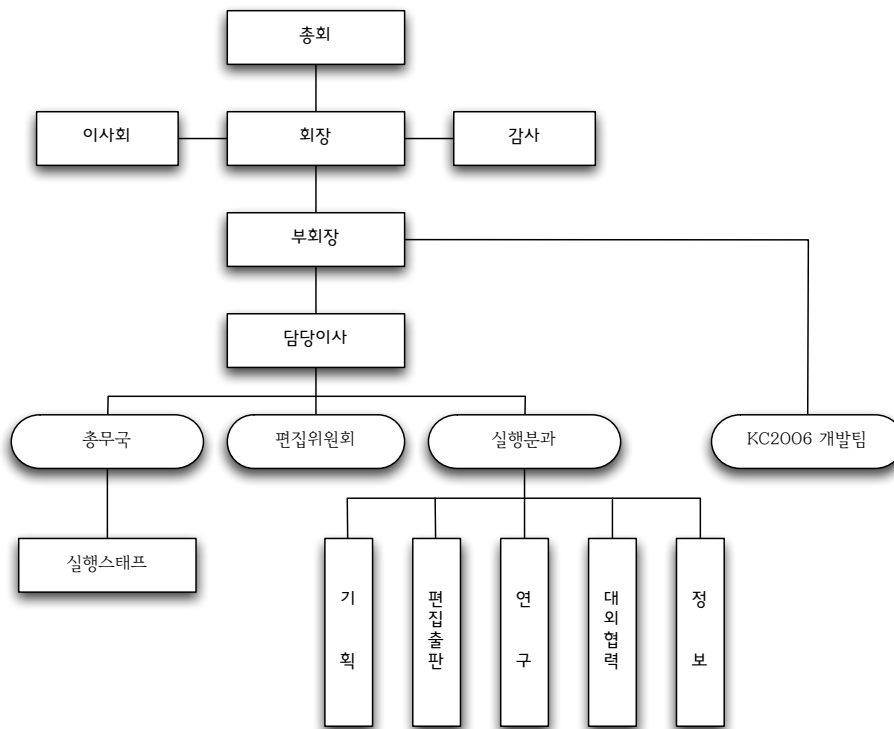 총회
이사회
회장
감사
부회장
담당이사
총무국
편집위원회
실행분과
KC2006 개발팀
실행스태프
기획
편집출판
연구
대외협력
정보